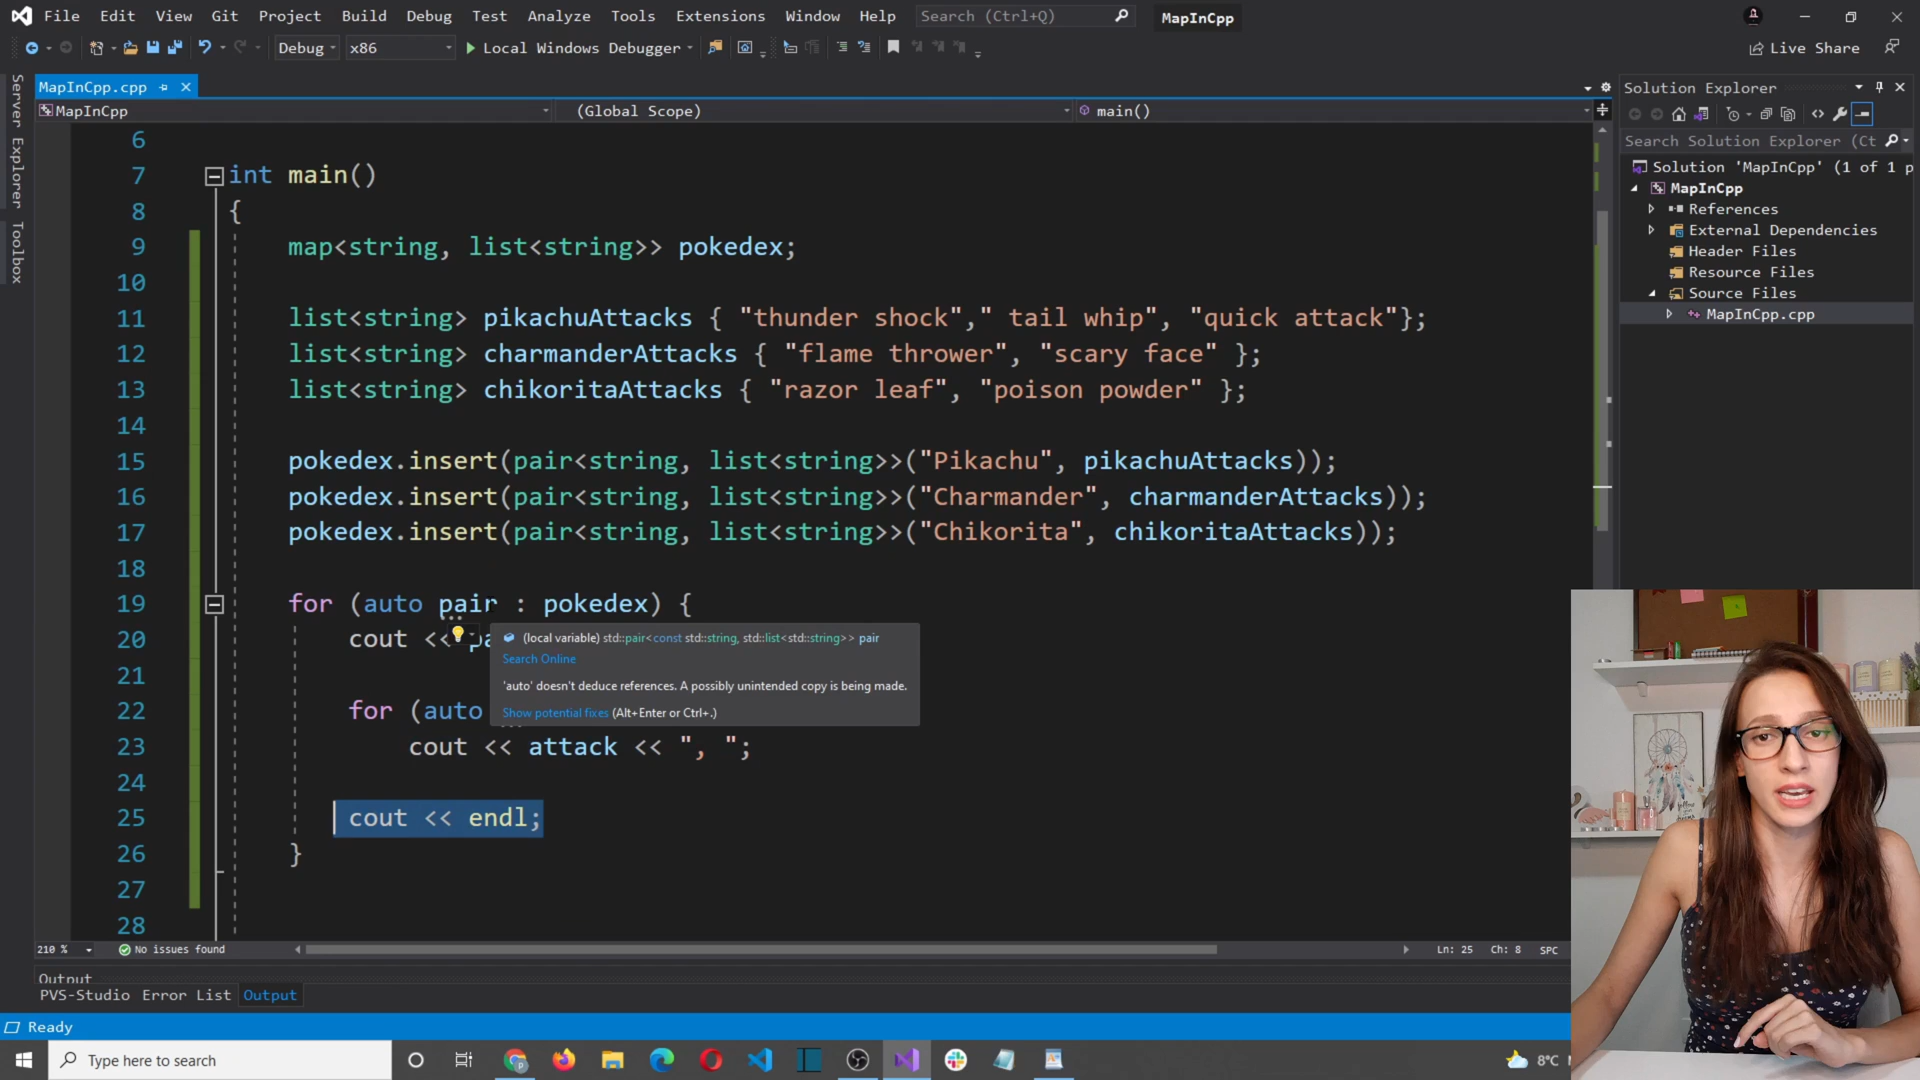 File Edit View Git Project Build Debug Test Analyze Tools Extensions Window Help Search (Ctrl+Q) MapInCpp
Debug x86 Local Windows Debugger Live Share
Server Explorer
Toolbox
MapInCpp.cpp
MapInCpp (Global Scope) main()
6
7 int main()
8 {
9 map<string, list<string>> pokedex;
10
11 list<string> pikachuAttacks { "thunder shock"," tail whip", "quick attack"};
12 list<string> charmanderAttacks { "flame thrower", "scary face" };
13 list<string> chikoritaAttacks { "razor leaf", "poison powder" };
14
15 pokedex.insert(pair<string, list<string>>("Pikachu", pikachuAttacks));
16 pokedex.insert(pair<string, list<string>>("Charmander", charmanderAttacks));
17 pokedex.insert(pair<string, list<string>>("Chikorita", chikoritaAttacks));
18
19 for (auto pair : pokedex) {
20 cout <<
(local variable) std::pair<const std::string, std::list<std::string>> pair
Search Online
'auto' doesn't deduce references. A possibly unintended copy is being made.
Show potential fixes (Alt+Enter or Ctrl+.)
21
22 for (auto
23 cout << attack << ", ";
24
25 cout << endl;
26 }
27
28
210 % No issues found Ln: 25 Ch: 8 SPC
Output
PVS-Studio Error List Output
Ready
Type here to search
8°C
Solution Explorer
Search Solution Explorer (Ct
Solution 'MapInCpp' (1 of 1 p
MapInCpp
References
External Dependencies
Header Files
Resource Files
Source Files
MapInCpp.cpp